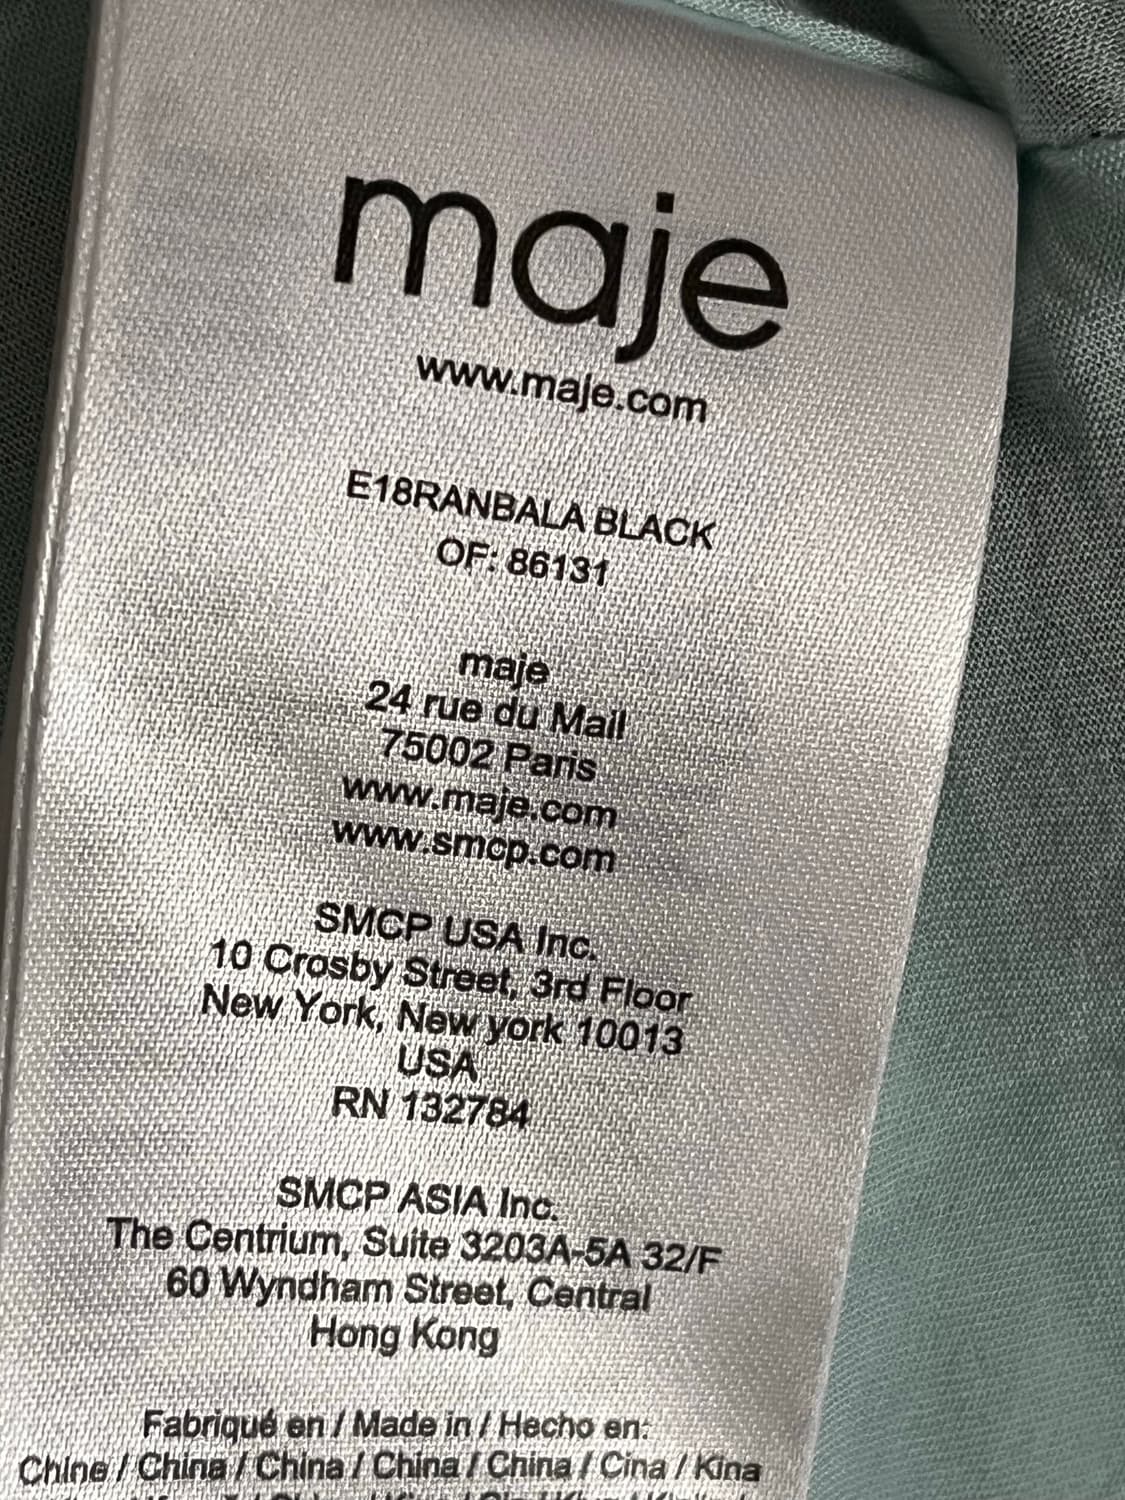 maje
www.maje.com
E18RANBALA BLACK
OF: 86131
maje
24 rue du Mail
75002 Paris
www.maje.com
www.smcp.com
SMCP USA Inc.
10 Crosby Street, 3rd Floor
New York, New york 10013
USA
RN 132784
SMCP ASIA Inc.
The Centrium, Suite 3203A-5A 32/F
60 Wyndham Street, Central
Hong Kong
Fabriqué en / Made in / Hecho en:
Chine / China / China / China / China / Cina / Kina